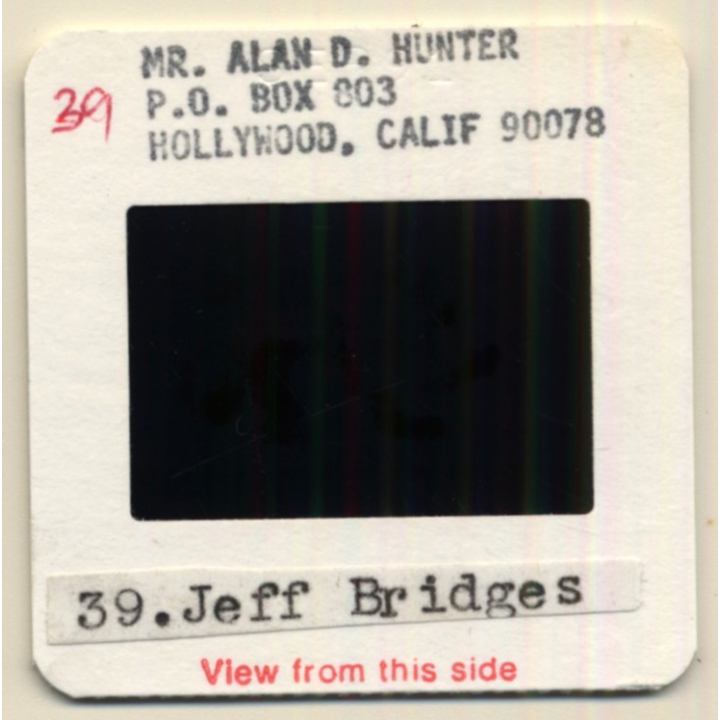 MR. ALAN D. HUNTER
39
P.O. BOX 803
HOLLYWOOD, CALIF 90078
39.Jeff Bridges
View from this side